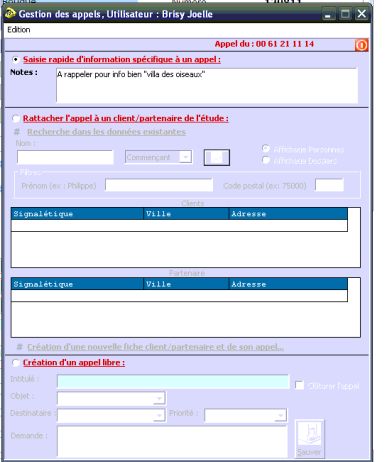 Gestion des appels, Utilisateur : Brisy Joelle
Edition
Appel du : 00 61 21 11 14
Saisie rapide d'information spécifique à un appel :
Notes :
A rappeler pour info bien "villa des oiseaux"
Rattacher l'appel à un client/partenaire de l'étude :
# Recherche dans les données existantes
Nom :
Commençant
Affichage Personnes
Affichage Dossiers
Filtres
Prénom (ex : Philippe)
Code postal (ex: 75000)
Clients
Signalétique Ville Adresse
Partenaire
Signalétique Ville Adresse
# Création d'une nouvelle fiche client/partenaire et de son appel...
Création d'un appel libre :
Intitulé :
Clôturer l'appel
Objet :
Destinataire :
Priorité :
Demande :
Sauver